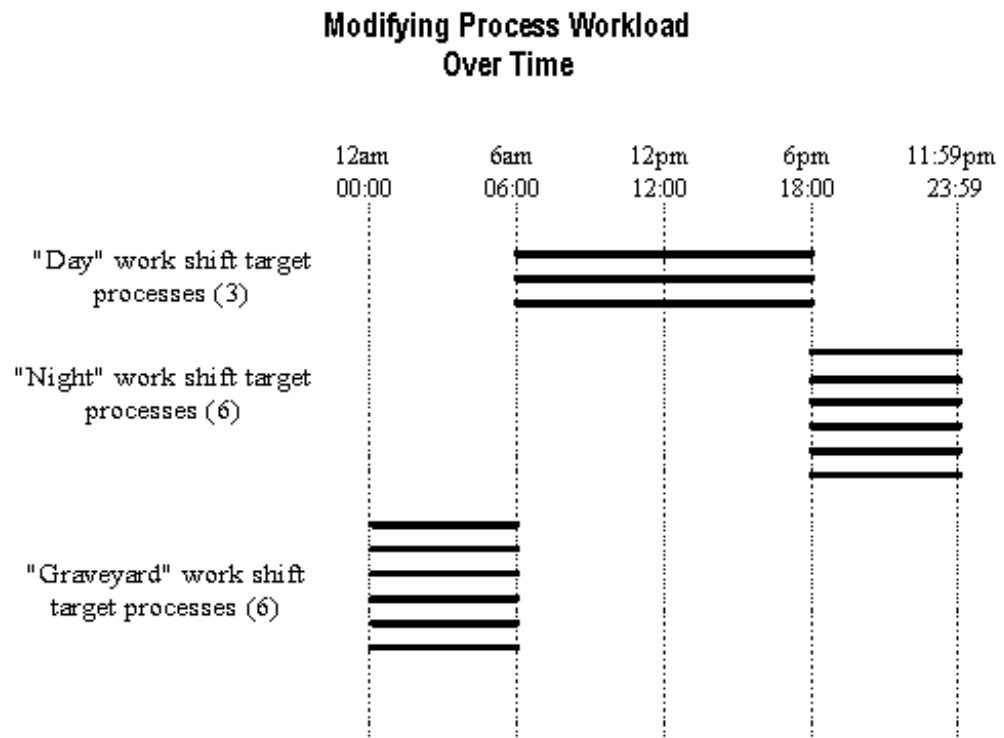 Modifying Process Workload
Over Time
12am 6am 12pm 6pm 11:59pm
00:00 06:00 12:00 18:00 23:59
"Day" work shift target
processes (3)
"Night" work shift target
processes (6)
"Graveyard" work shift
target processes (6)